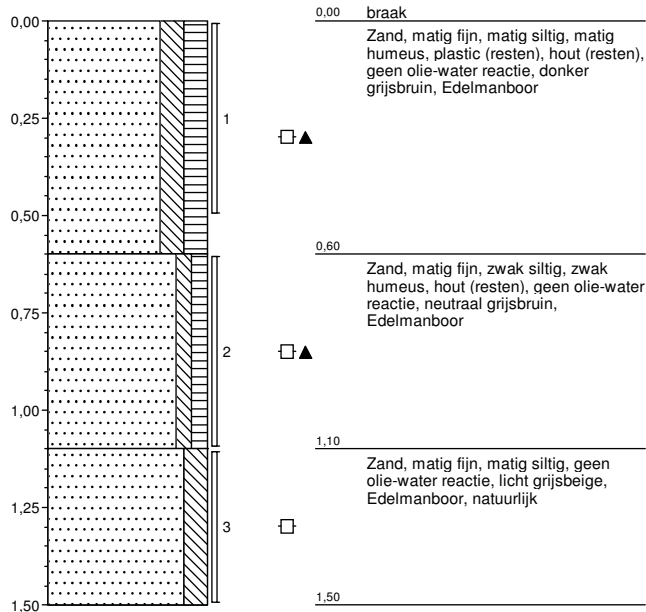 0,00
0,25
0,50
0,75
1,00
1,25
1,50
1
2
3
0,00 braak
Zand, matig fijn, matig siltig, matig
humeus, plastic (resten), hout (resten),
geen olie-water reactie, donker
grijsbruin, Edelmanboor
0,60
Zand, matig fijn, zwak siltig, zwak
humeus, hout (resten), geen olie-water
reactie, neutraal grijsbruin,
Edelmanboor
1,10
Zand, matig fijn, matig siltig, geen
olie-water reactie, licht grijsbeige,
Edelmanboor, natuurlijk
1,50